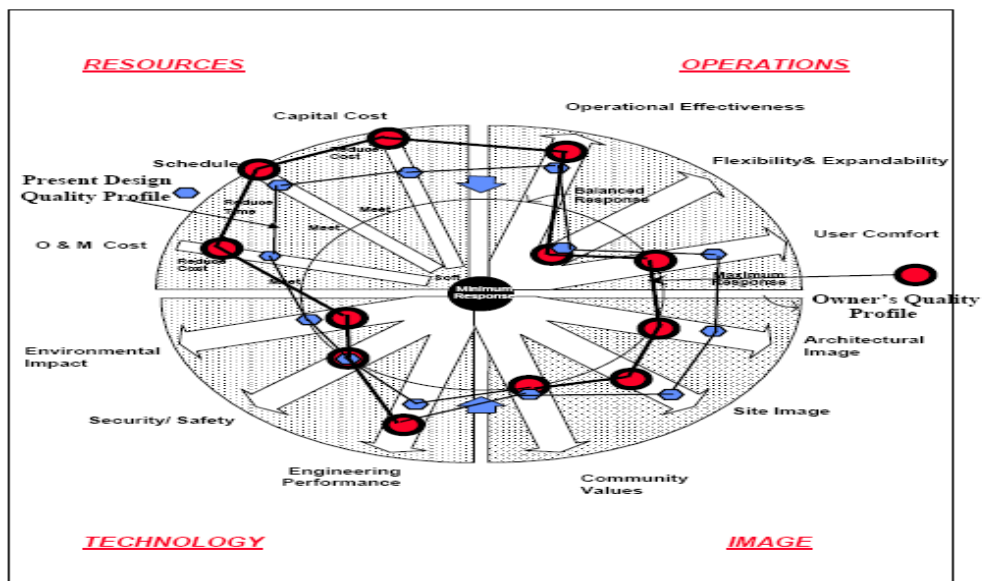 RESOURCES
OPERATIONS
Capital Cost
Operational Effectiveness
Reduce
Cost
Schedule
Flexibility& Expandability
Present Design
Quality Profile
Balanced
Response
Reduce
Time
Meet
Meet
User Comfort
O & M Cost
Reduce
Cost
Meet
Soft
Maximum
Response
Minimum
Response
Owner's Quality
Profile
Environmental
Impact
Architectural
Image
Security/ Safety
Site Image
Engineering
Performance
Community
Values
TECHNOLOGY
IMAGE